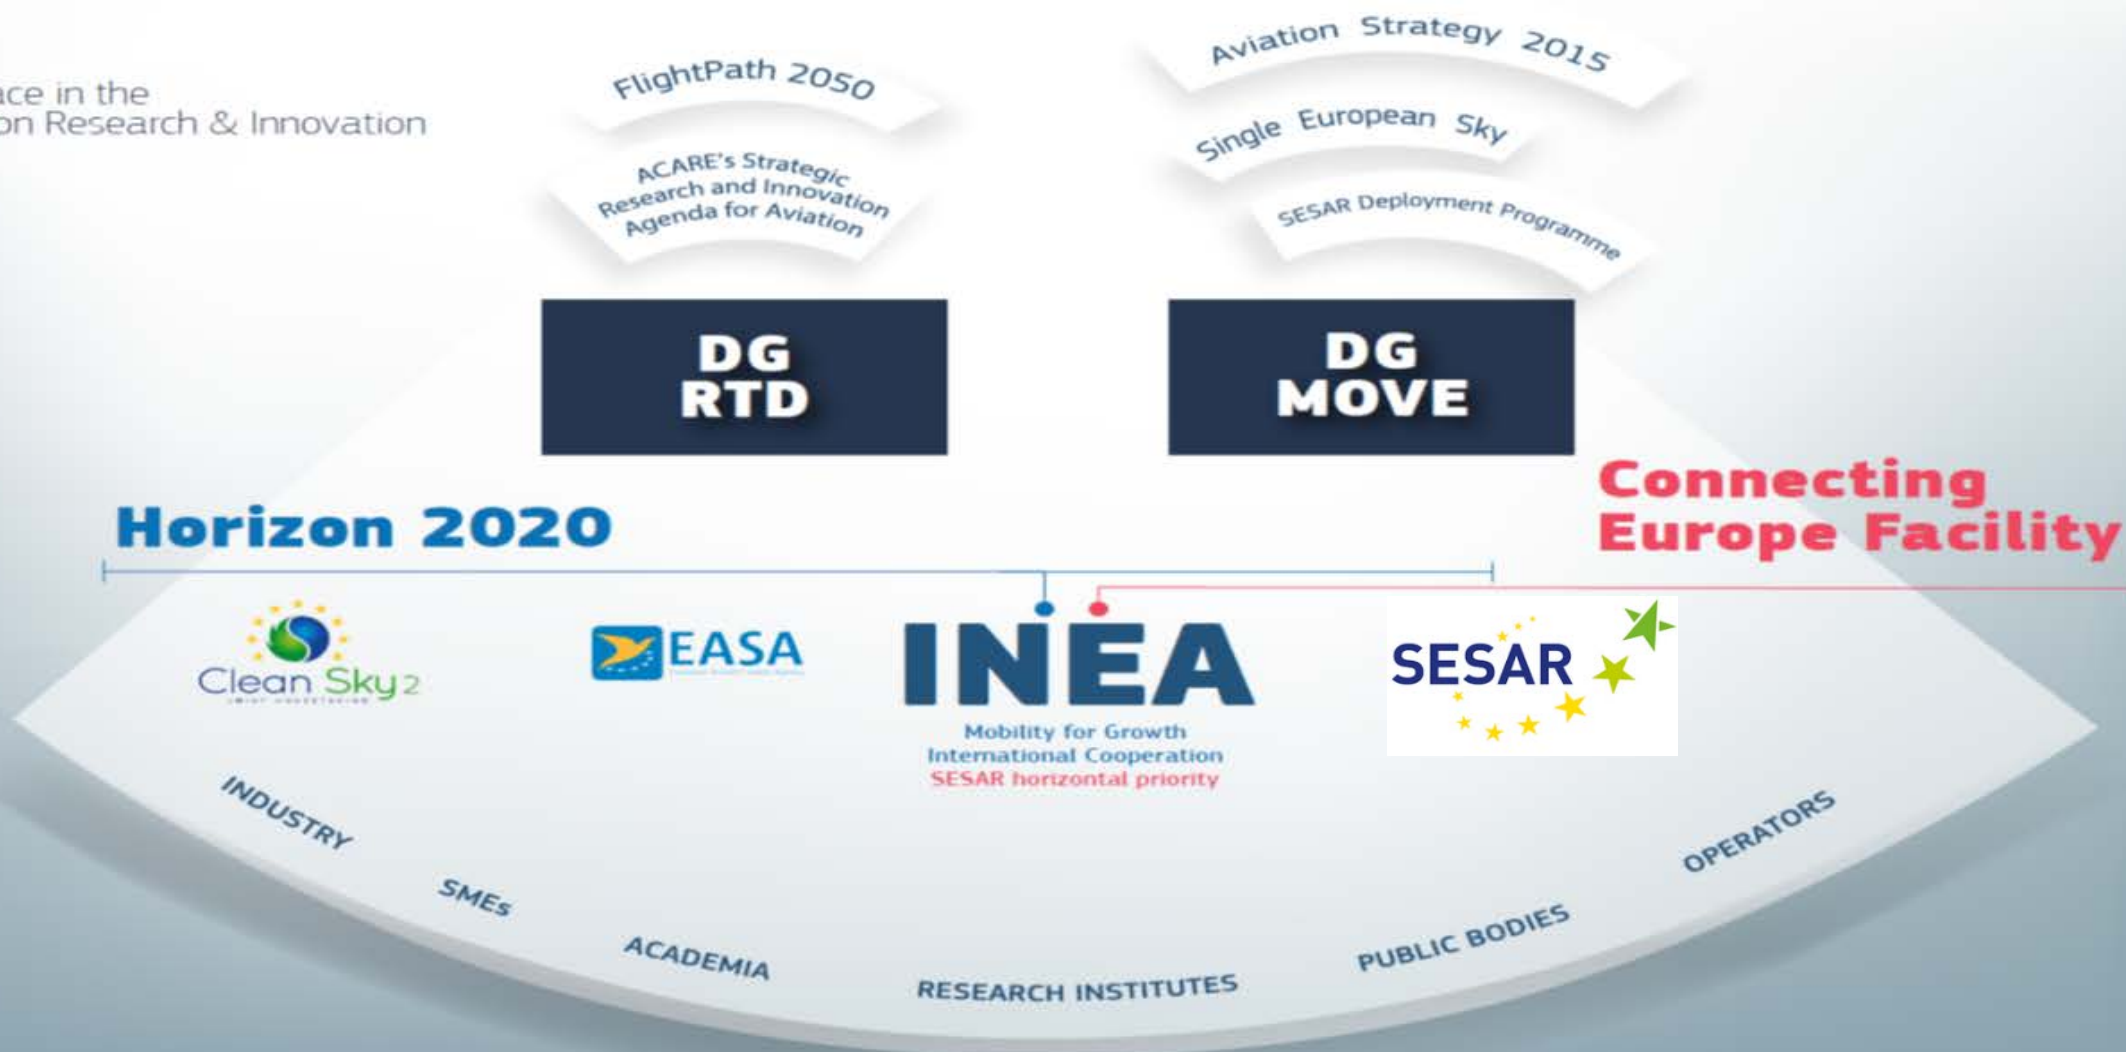 in the
Research & Innovation
FlightPath 2050
ACARE's Strategic
Research and Innovation
Agenda for Aviation
Aviation Strategy 2015
Single European Sky
SESAR Deployment Programme
DG
RTD
DG
MOVE
Horizon 2020
Connecting
Europe Facility
Clean Sky 2
EASA
INEA
Mobility for Growth
International Cooperation
SESAR horizontal priority
SESAR
INDUSTRY
SMEs
ACADEMIA
RESEARCH INSTITUTES
PUBLIC BODIES
OPERATORS